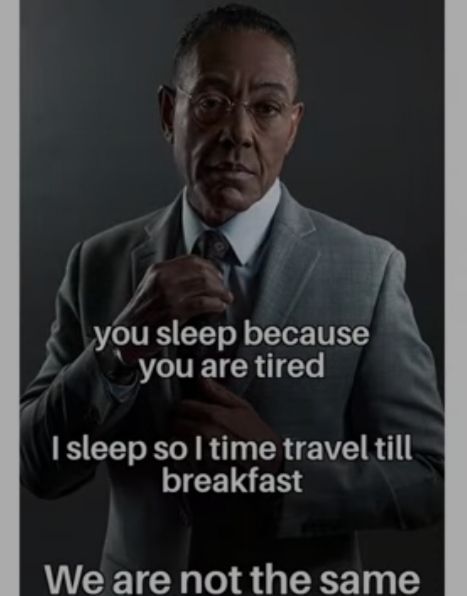 you sleep because
you are tired
I sleep so I time travel till
breakfast
We are not the same